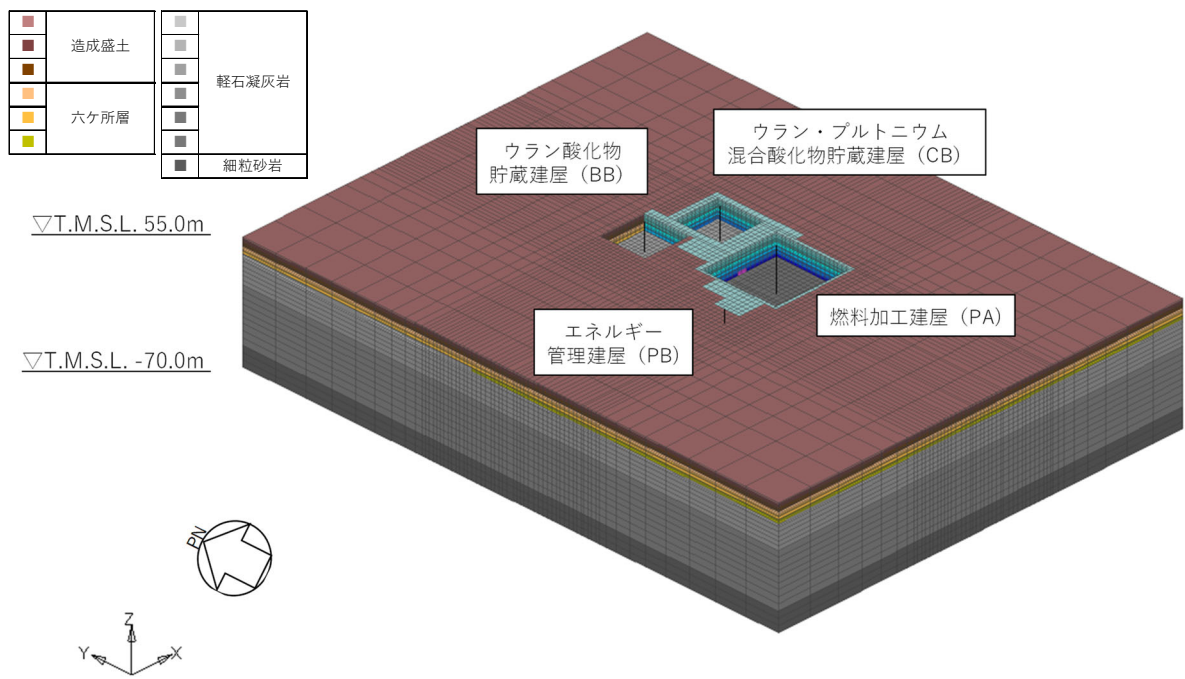 造成盛土
六ケ所層
軽石凝灰岩
細粒砂岩
ウラン酸化物
貯蔵建屋（BB）
ウラン・プルトニウム
混合酸化物貯蔵建屋（CB）
▽T.M.S.L. 55.0m
エネルギー
管理建屋（PB）
燃料加工建屋（PA）
▽T.M.S.L. -70.0m
PN
Z
Y
X